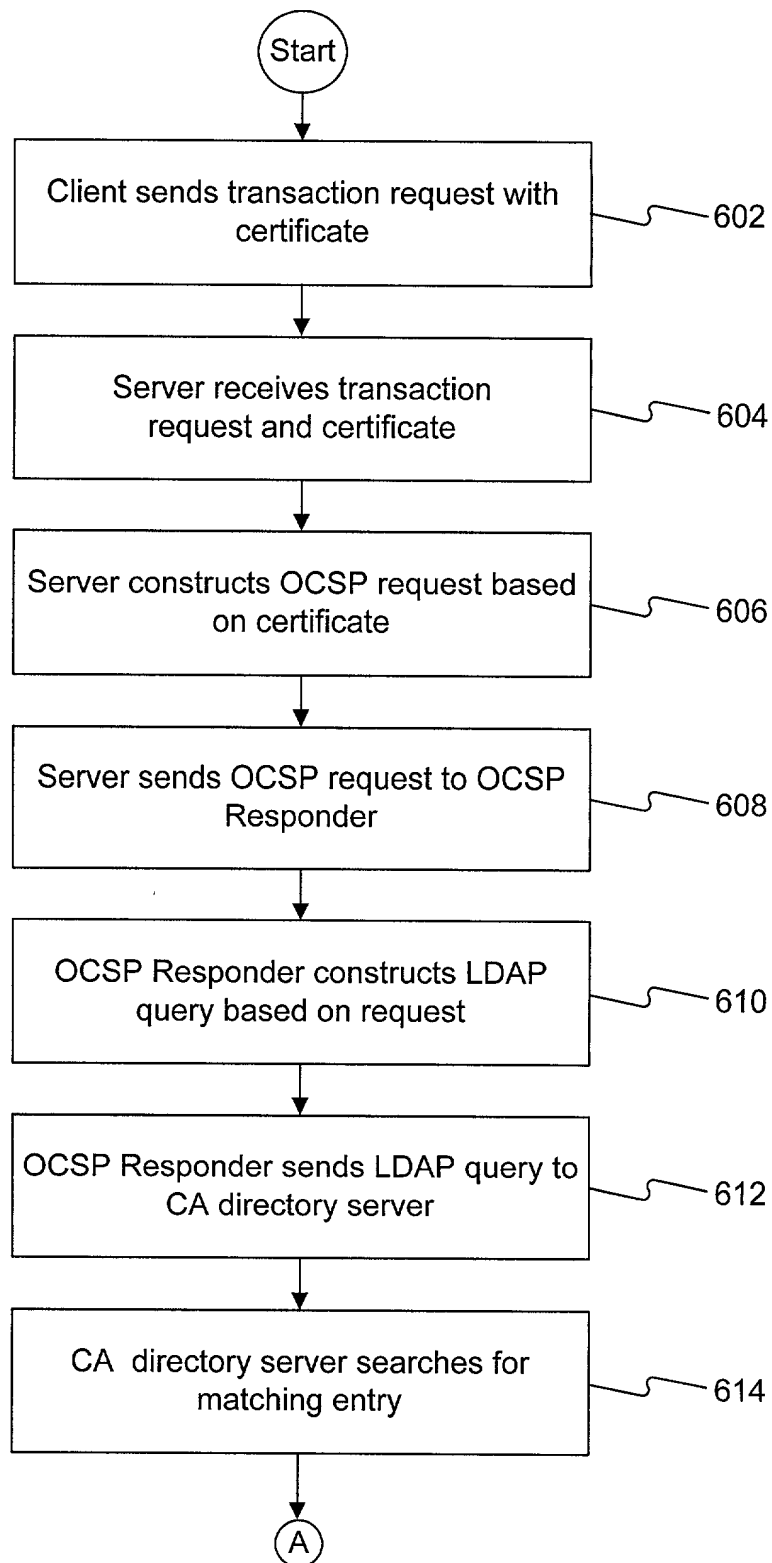 Start
Client sends transaction request with
certificate
602
Server receives transaction
request and certificate
604
Server constructs OCSP request based
on certificate
606
Server sends OCSP request to OCSP
Responder
608
OCSP Responder constructs LDAP
query based on request
610
OCSP Responder sends LDAP query to
CA directory server
612
CA directory server searches for
matching entry
614
A